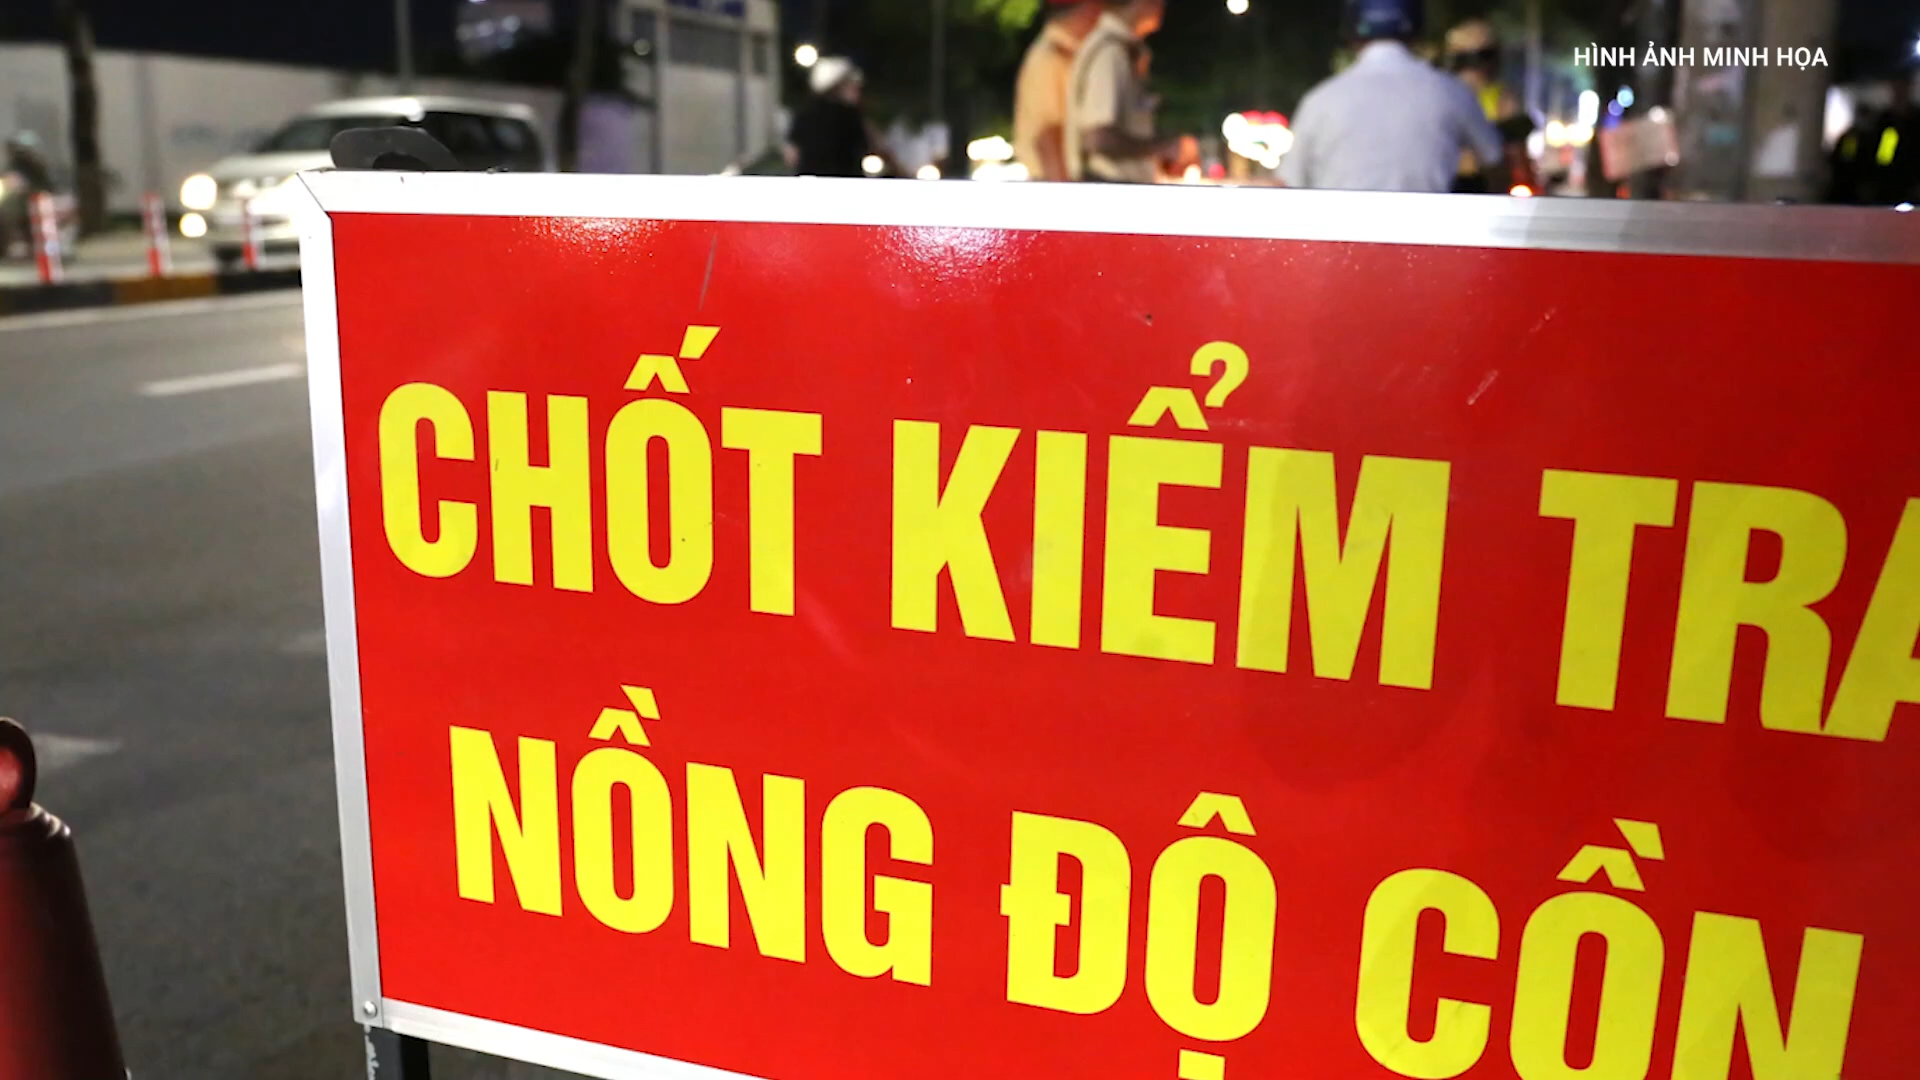 HÌNH ẢNH MINH HỌA
CHỐT KIỂM TRA
NỒNG ĐỘ CỒN